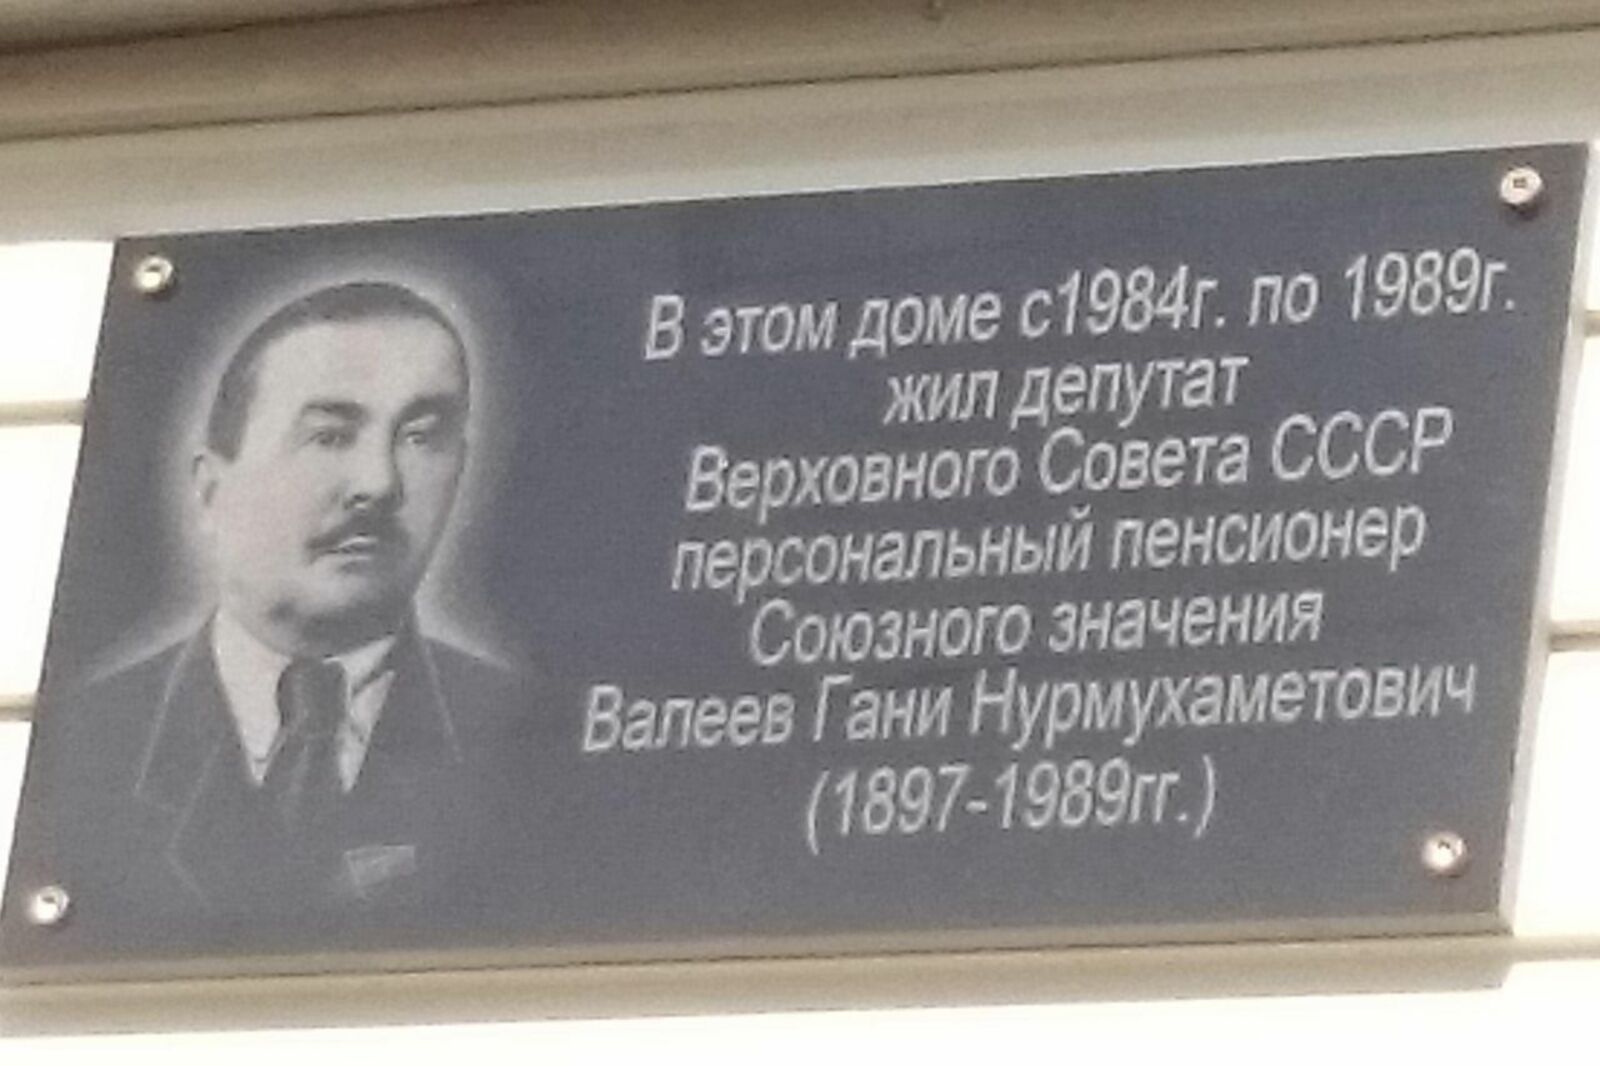 В этом доме с1984г. по 1989г.
жил депутат
Верховного Совета СССР
персональный пенсионер
Союзного значения
Валеев Гани Нурмухаметович
(1897-1989гг.)